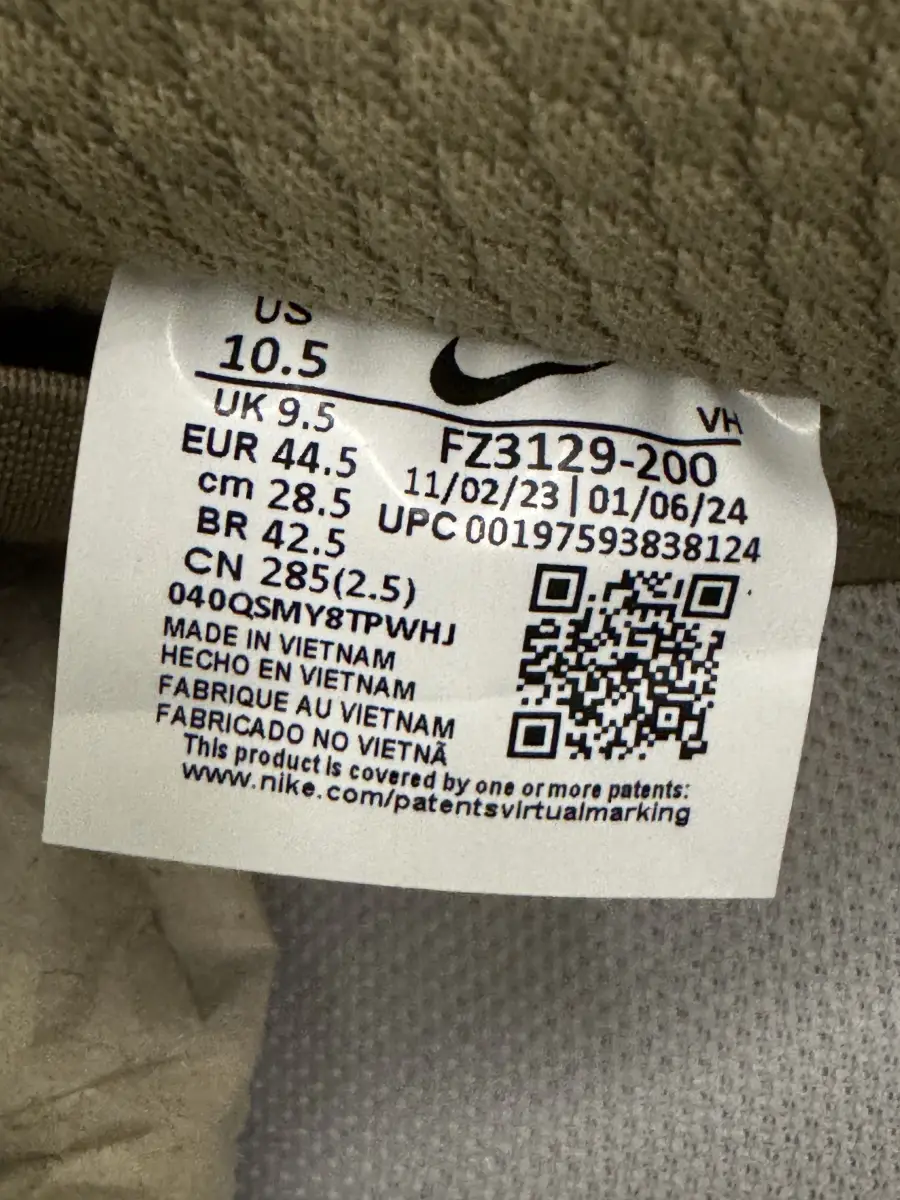 US
10.5
VH
UK 9.5
FZ3129-200
EUR 44.5
11/02/23 | 01/06/24
cm 28.5
UPC 00197593838124
BR 42.5
CN 285(2.5)
040QSMY8TPWHJ
MADE IN VIETNAM
HECHO EN VIETNAM
FABRIQUE AU VIETNAM
FABRICADO NO VIETNÃ
This product is covered by one or more patents:
www.nike.com/patentsvirtualmarking